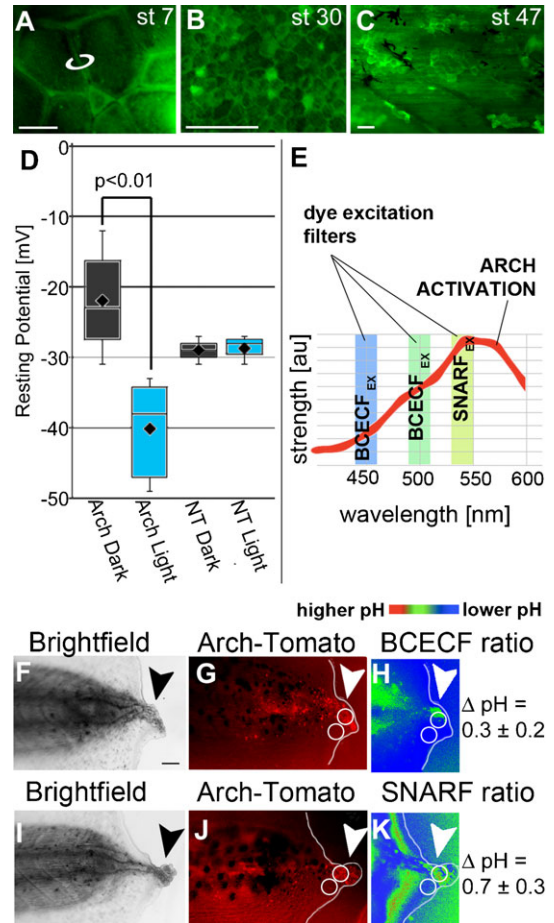 A st 7
B st 30
C st 47
D
0
-10
-20
-30
-40
-50
Resting Potential [mV]
p<0.01
Arch Dark
Arch Light
NT Dark
NT Light
E
dye excitation
filters
ARCH
ACTIVATION
strength [au]
BCECF EX
BCECF EX
SNARF EX
450 500 550 600
wavelength [nm]
higher pH lower pH
Brightfield Arch-Tomato BCECF ratio
F G H
Δ pH =
0.3 ± 0.2
Brightfield Arch-Tomato SNARF ratio
I J K
Δ pH =
0.7 ± 0.3